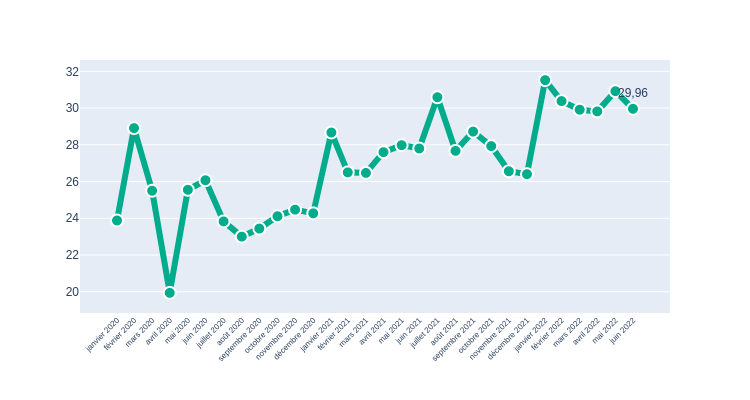 32
30
28
26
24
22
20
29,96
janvier 2020
février 2020
mars 2020
avril 2020
mai 2020
juin 2020
juillet 2020
août 2020
septembre 2020
octobre 2020
novembre 2020
décembre 2020
janvier 2021
février 2021
mars 2021
avril 2021
mai 2021
juin 2021
juillet 2021
août 2021
septembre 2021
octobre 2021
novembre 2021
décembre 2021
janvier 2022
février 2022
mars 2022
avril 2022
mai 2022
juin 2022